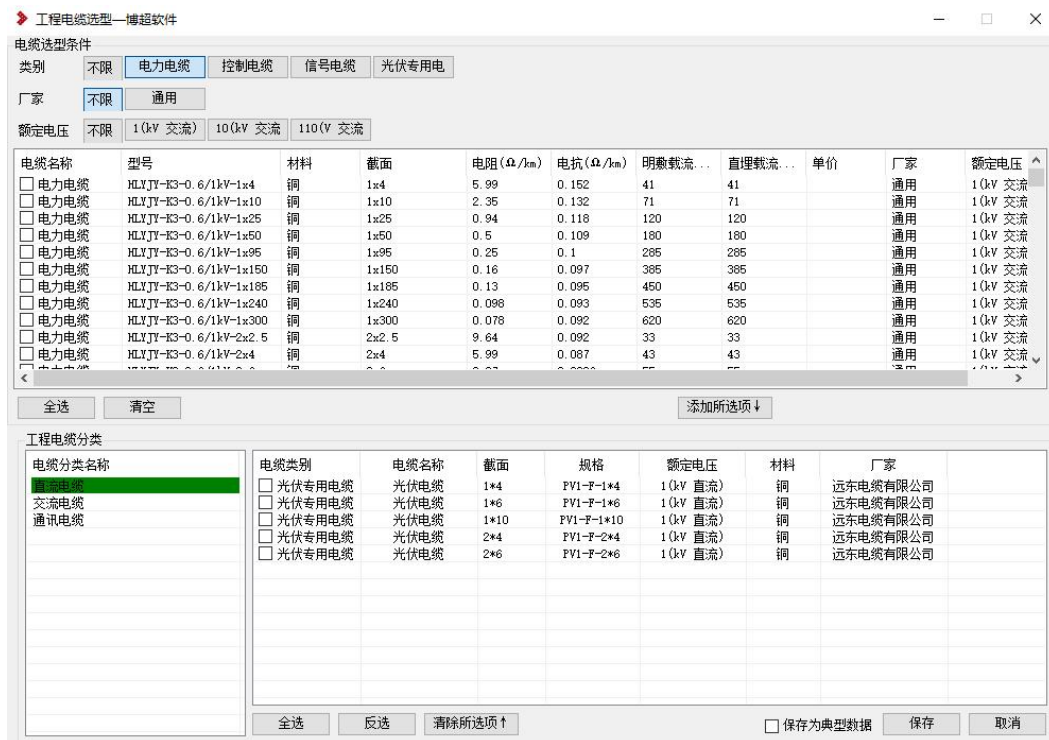 工程电缆选型—博超软件
电缆选型条件
类别 不限 电力电缆 控制电缆 信号电缆 光伏专用电
厂家 不限 通用
额定电压 不限 1(kV 交流) 10(kV 交流 110(V 交流
电缆名称 型号 材料 截面 电阻(Ω/km) 电抗(Ω/km) 明敷载流... 直埋载流... 单价 厂家 额定电压
电力电缆 HLYJY-K3-0.6/1kV-1x4 铜 1x4 5.99 0.152 41 41 通用 1(kV 交流
电力电缆 HLYJY-K3-0.6/1kV-1x10 铜 1x10 2.35 0.132 71 71 通用 1(kV 交流
电力电缆 HLYJY-K3-0.6/1kV-1x25 铜 1x25 0.94 0.118 120 120 通用 1(kV 交流
电力电缆 HLYJY-K3-0.6/1kV-1x50 铜 1x50 0.5 0.109 180 180 通用 1(kV 交流
电力电缆 HLYJY-K3-0.6/1kV-1x95 铜 1x95 0.25 0.1 285 285 通用 1(kV 交流
电力电缆 HLYJY-K3-0.6/1kV-1x150 铜 1x150 0.16 0.097 385 385 通用 1(kV 交流
电力电缆 HLYJY-K3-0.6/1kV-1x185 铜 1x185 0.13 0.095 450 450 通用 1(kV 交流
电力电缆 HLYJY-K3-0.6/1kV-1x240 铜 1x240 0.098 0.093 535 535 通用 1(kV 交流
电力电缆 HLYJY-K3-0.6/1kV-1x300 铜 1x300 0.078 0.092 620 620 通用 1(kV 交流
电力电缆 HLYJY-K3-0.6/1kV-2x2.5 铜 2x2.5 9.64 0.092 33 33 通用 1(kV 交流
电力电缆 HLYJY-K3-0.6/1kV-2x4 铜 2x4 5.99 0.087 43 43 通用 1(kV 交流
全选 清空 添加所选项↓
工程电缆分类
电缆分类名称
直流电缆
交流电缆
通讯电缆
电缆类别 电缆名称 截面 规格 额定电压 材料 厂家
光伏专用电缆 光伏电缆 1*4 PV1-F-1*4 1(kV 直流) 铜 远东电缆有限公司
光伏专用电缆 光伏电缆 1*6 PV1-F-1*6 1(kV 直流) 铜 远东电缆有限公司
光伏专用电缆 光伏电缆 1*10 PV1-F-1*10 1(kV 直流) 铜 远东电缆有限公司
光伏专用电缆 光伏电缆 2*4 PV1-F-2*4 1(kV 直流) 铜 远东电缆有限公司
光伏专用电缆 光伏电缆 2*6 PV1-F-2*6 1(kV 直流) 铜 远东电缆有限公司
全选 反选 清除所选项↑ 保存为典型数据 保存 取消